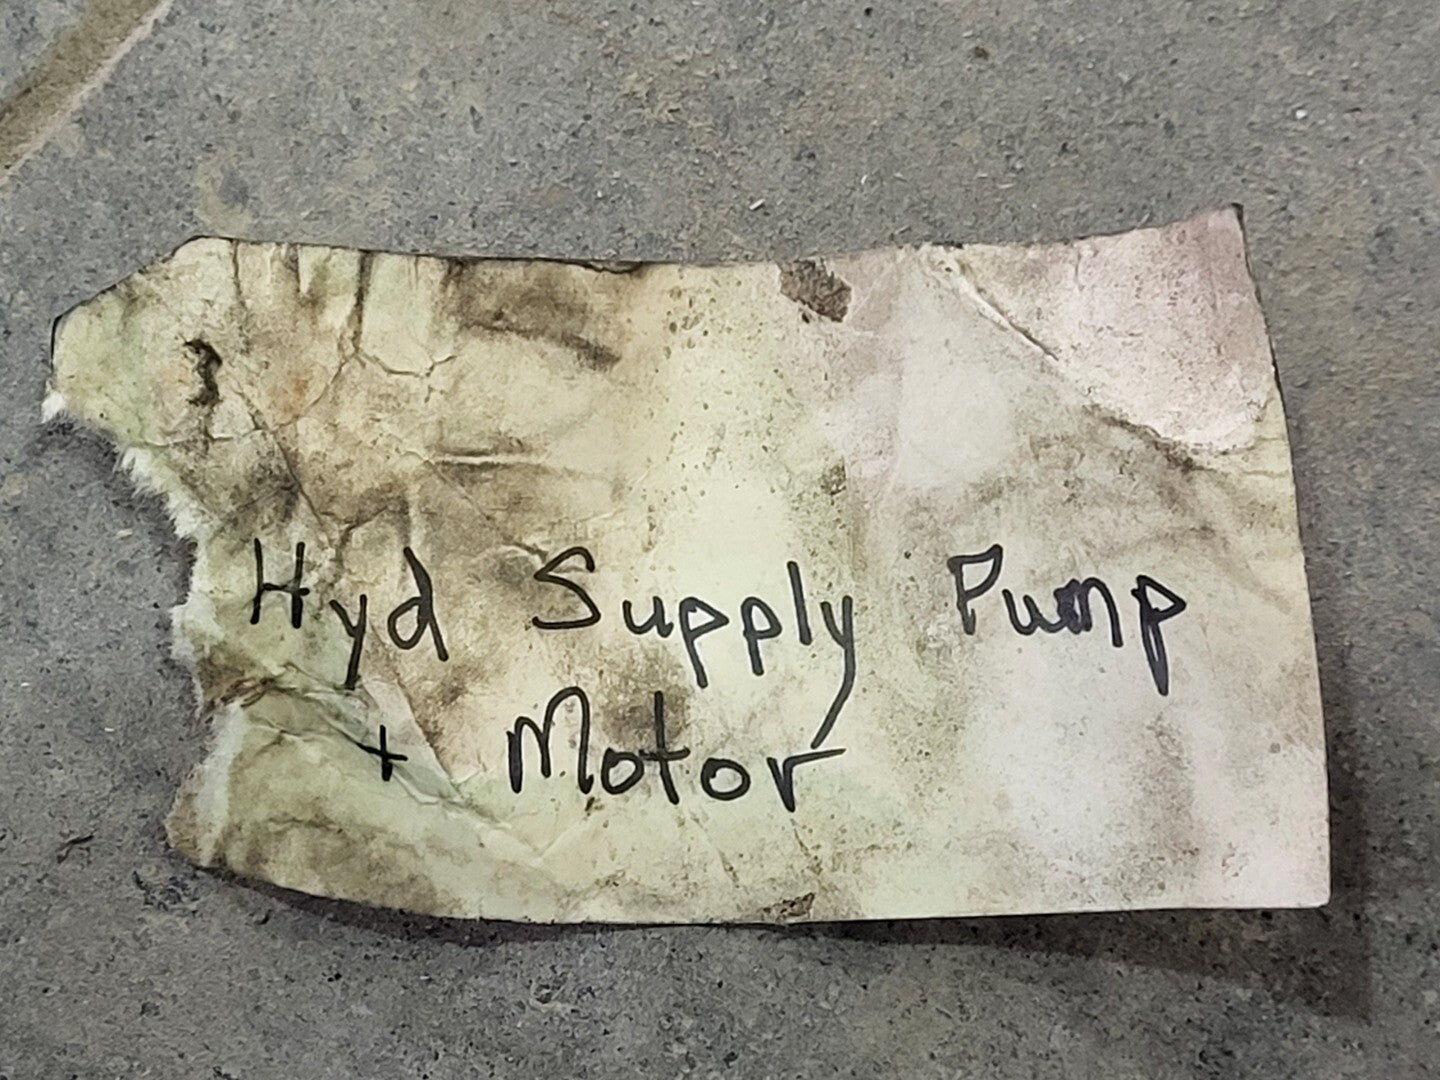 Hyd Supply Pump
+ Motor